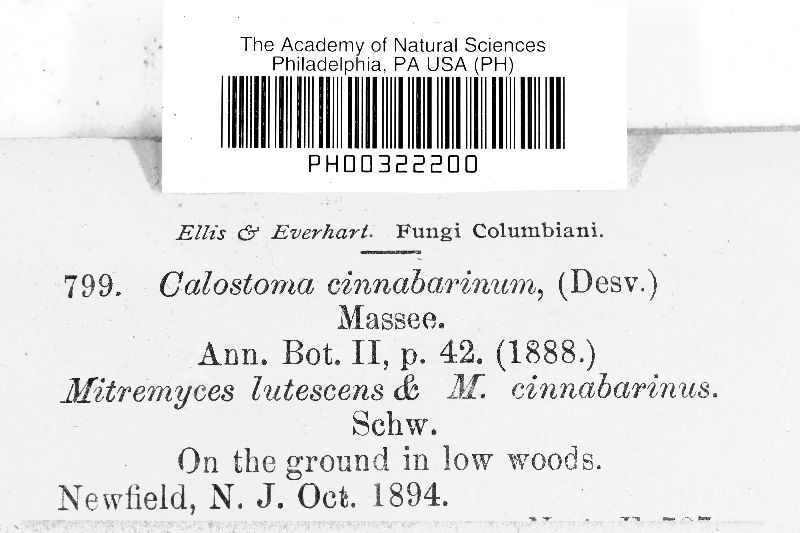 The Academy of Natural Sciences
Philadelphia, PA USA (PH)
PH00322200
Ellis & Everhart. Fungi Columbiani.
799. Calostoma cinnabarinum, (Desv.)
Massee.
Ann. Bot. II, p. 42. (1888.)
Mitremyces lutescens & M. cinnabarinus.
Schw.
On the ground in low woods.
Newfield, N. J. Oct. 1894.